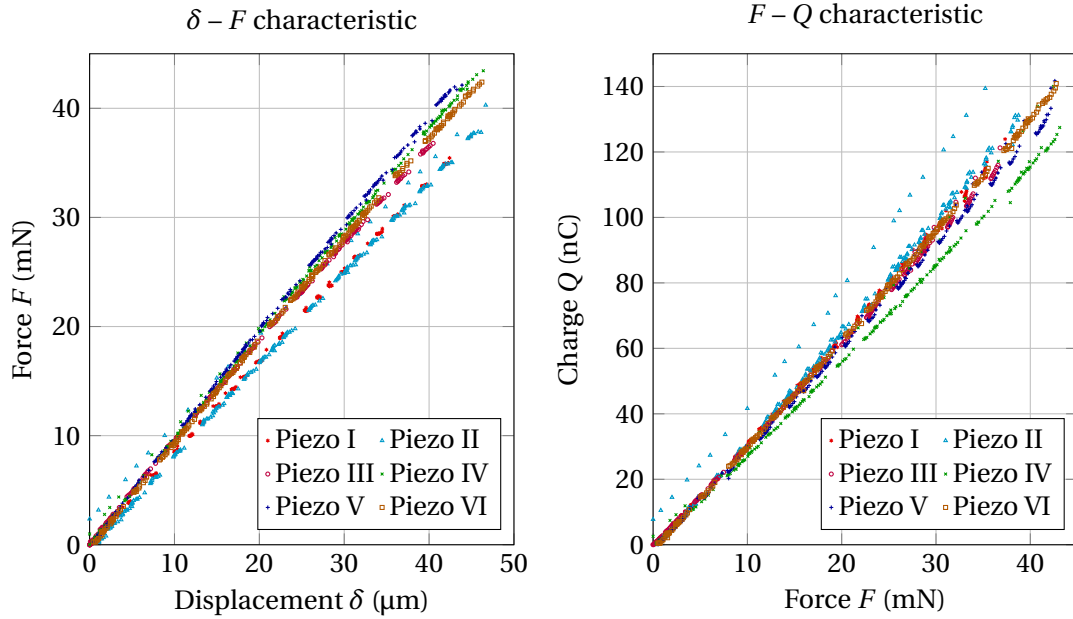 δ – F characteristic
Force F (mN)
40
30
20
10
0
0 10 20 30 40 50
Displacement δ (µm)
Piezo I Piezo II
Piezo III Piezo IV
Piezo V Piezo VI
F – Q characteristic
Charge Q (nC)
140
120
100
80
60
40
20
0
0 10 20 30 40
Force F (mN)
Piezo I Piezo II
Piezo III Piezo IV
Piezo V Piezo VI